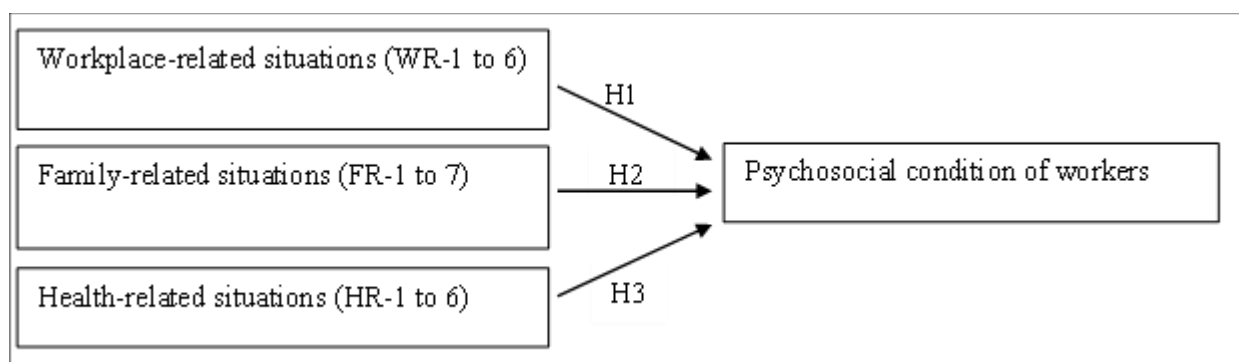 Workplace-related situations (WR-1 to 6)
H1
Family-related situations (FR-1 to 7)
H2
Psychosocial condition of workers
Health-related situations (HR-1 to 6)
H3